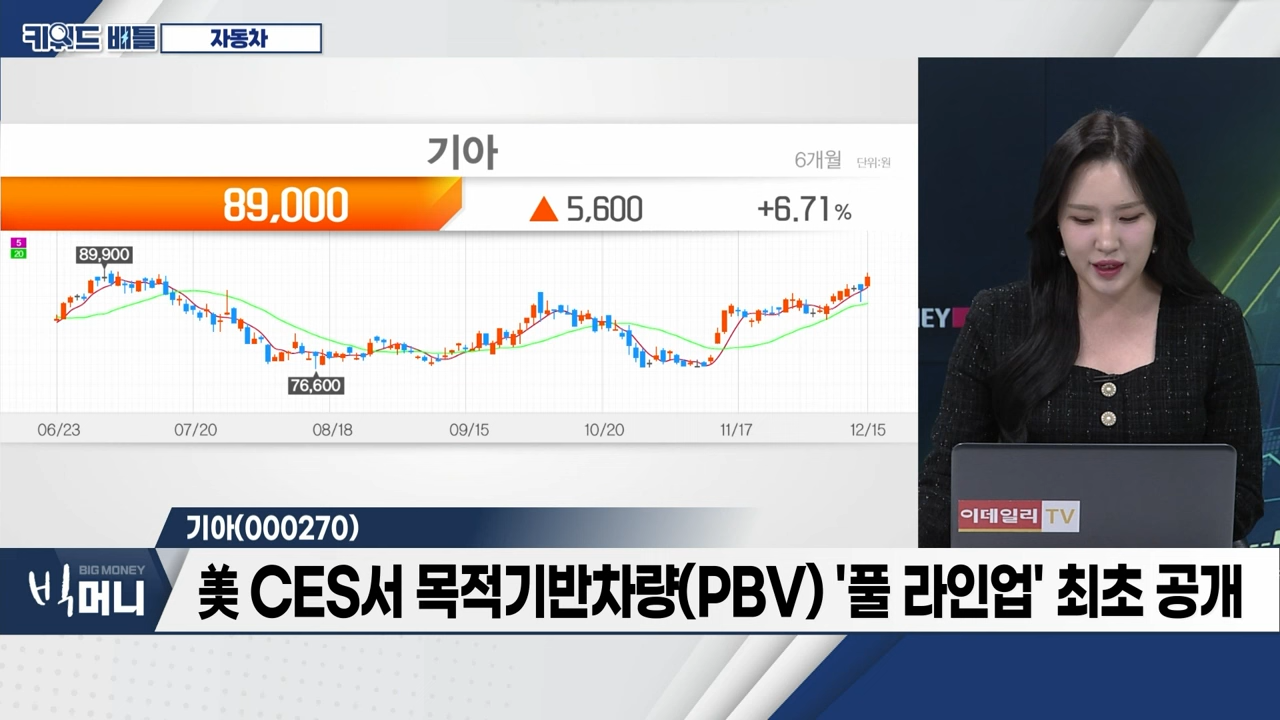 키워드 배틀
자동차
기아
6개월 단위:원
89,000 ▲ 5,600 +6.71%
5
20
89,900
76,600
06/23 07/20 08/18 09/15 10/20 11/17 12/15
EY
이데일리 TV
기아(000270)
BIG MONEY
빅머니
美 CES서 목적기반차량(PBV) '풀 라인업' 최초 공개